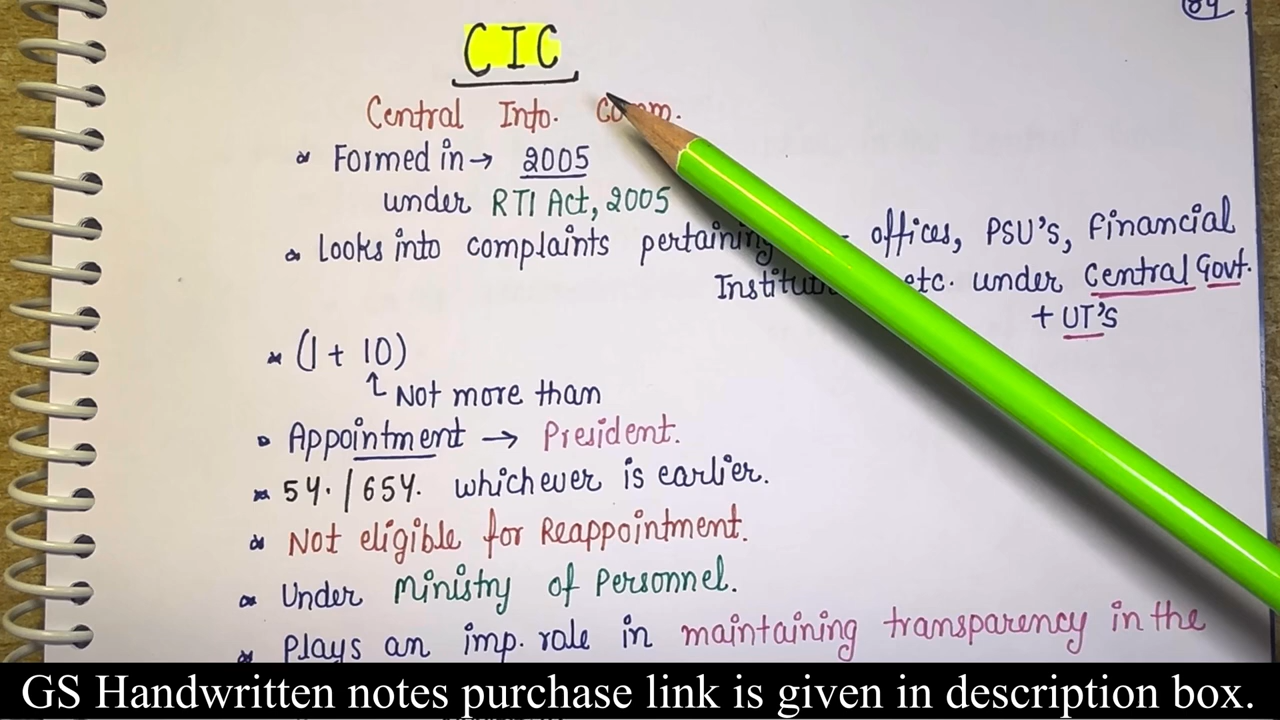 89
CIC
Central Info. Comm.
Formed in → 2005
under RTI Act, 2005
Looks into complaints pertaining offices, PSU's, Financial
etc. under Central Govt.
+ UT's
(1 + 10)
↑ Not more than
Appointment → President.
5Y. / 65Y. whichever is earlier.
Not eligible for Reappointment.
Under Ministry of Personnel.
Plays an imp. role in maintaining transparency in the
GS Handwritten notes purchase link is given in description box.